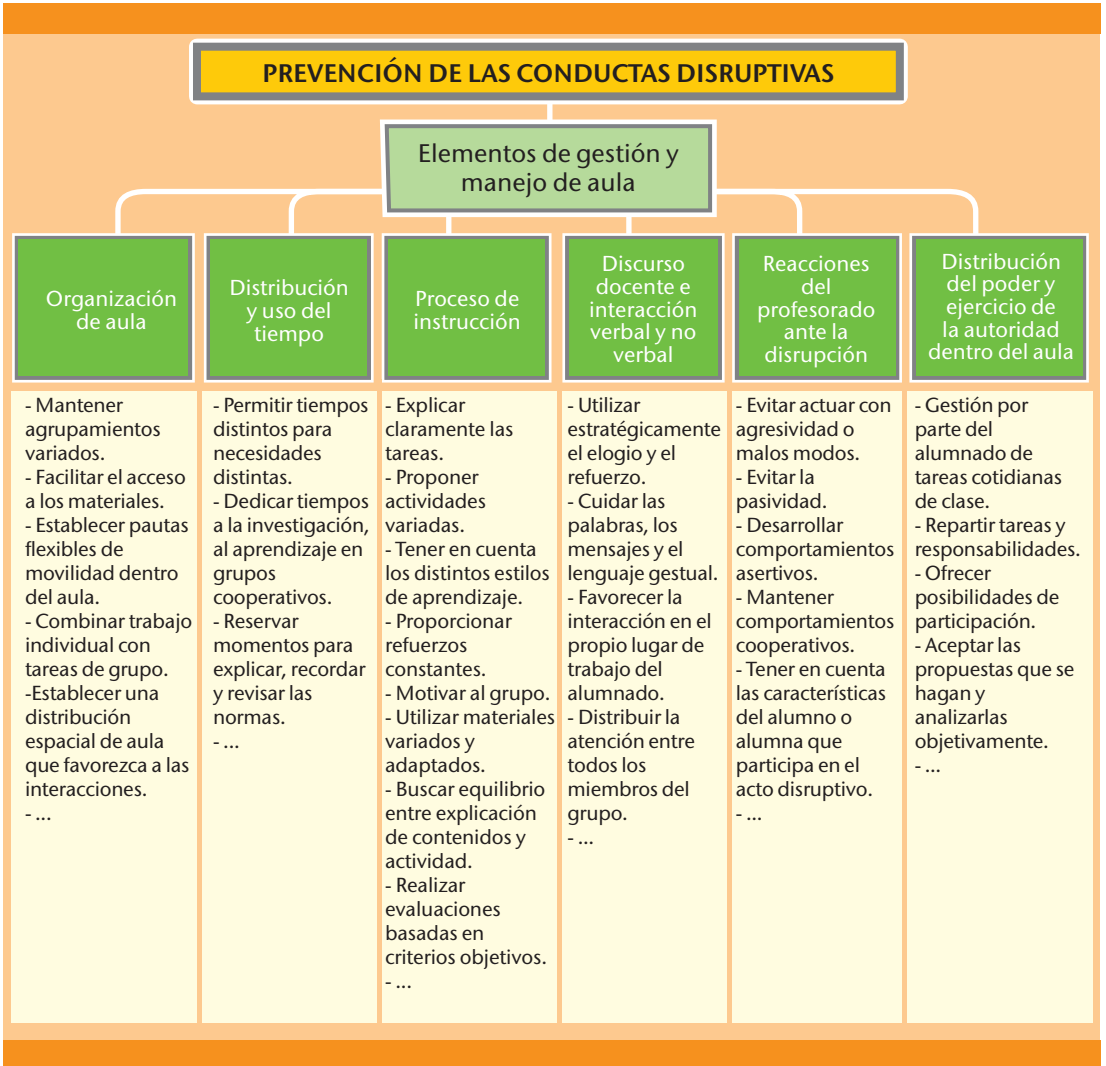 PREVENCIÓN DE LAS CONDUCTAS DISRUPTIVAS
Elementos de gestión y
manejo de aula
Organización
de aula
Distribución
y uso del
tiempo
Proceso de
instrucción
Discurso
docente e
interacción
verbal y no
verbal
Reacciones
del
profesorado
ante la
disrupción
Distribución
del poder y
ejercicio de
la autoridad
dentro del aula
- Mantener
agrupamientos
variados.
- Facilitar el acceso
a los materiales.
- Establecer pautas
flexibles de
movilidad dentro
del aula.
- Combinar trabajo
individual con
tareas de grupo.
-Establecer una
distribución
espacial de aula
que favorezca a las
interacciones.
- ...
- Permitir tiempos
distintos para
necesidades
distintas.
- Dedicar tiempos
a la investigación,
al aprendizaje en
grupos
cooperativos.
- Reservar
momentos para
explicar, recordar
y revisar las
normas.
- ...
- Explicar
claramente las
tareas.
- Proponer
actividades
variadas.
- Tener en cuenta
los distintos estilos
de aprendizaje.
- Proporcionar
refuerzos
constantes.
- Motivar al grupo.
- Utilizar materiales
variados y
adaptados.
- Buscar equilibrio
entre explicación
de contenidos y
actividad.
- Realizar
evaluaciones
basadas en
criterios objetivos.
- ...
- Utilizar
estratégicamente
el elogio y el
refuerzo.
- Cuidar las
palabras, los
mensajes y el
lenguaje gestual.
- Favorecer la
interacción en el
propio lugar de
trabajo del
alumnado.
- Distribuir la
atención entre
todos los
miembros del
grupo.
- ...
- Evitar actuar con
agresividad o
malos modos.
- Evitar la
pasividad.
- Desarrollar
comportamientos
asertivos.
- Mantener
comportamientos
cooperativos.
- Tener en cuenta
las características
del alumno o
alumna que
participa en el
acto disruptivo.
- ...
- Gestión por
parte del
alumnado de
tareas cotidianas
de clase.
- Repartir tareas y
responsabilidades.
- Ofrecer
posibilidades de
participación.
- Aceptar las
propuestas que se
hagan y
analizarlas
objetivamente.
- ...